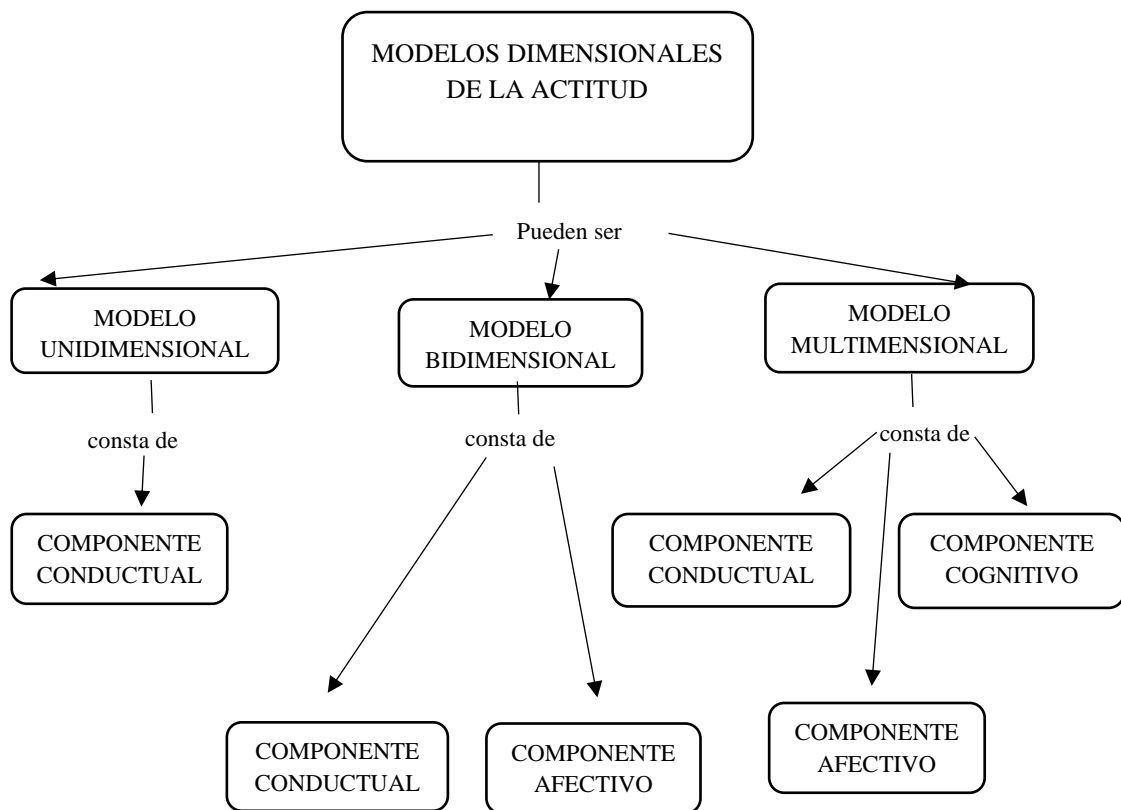 MODELOS DIMENSIONALES
DE LA ACTITUD
Pueden ser
MODELO
UNIDIMENSIONAL
MODELO
BIDIMENSIONAL
MODELO
MULTIMENSIONAL
consta de
consta de
consta de
COMPONENTE
CONDUCTUAL
COMPONENTE
CONDUCTUAL
COMPONENTE
COGNITIVO
COMPONENTE
CONDUCTUAL
COMPONENTE
AFECTIVO
COMPONENTE
AFECTIVO